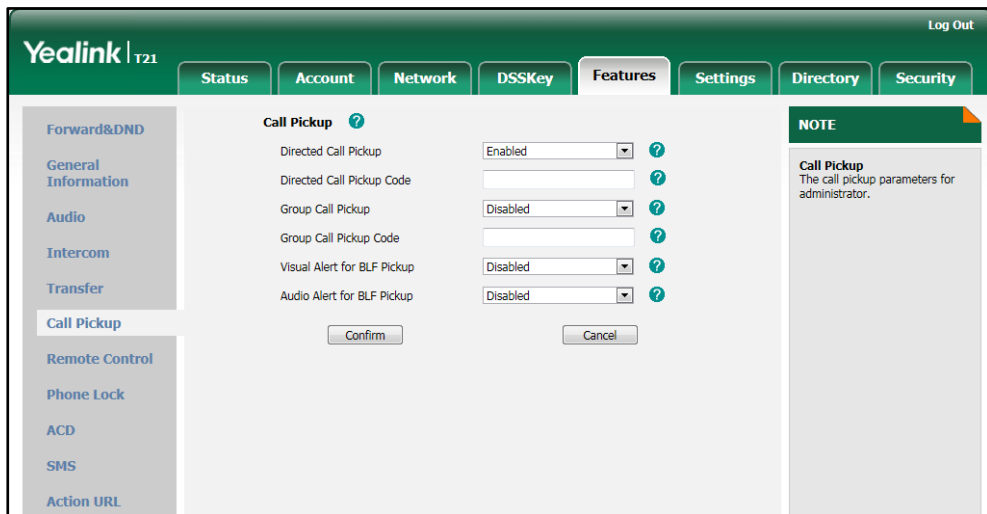 Log Out
Yealink | T21
Status Account Network DSSKey Features Settings Directory Security
Forward&DND
General
Information
Audio
Intercom
Transfer
Call Pickup
Remote Control
Phone Lock
ACD
SMS
Action URL
Call Pickup ?
Directed Call Pickup Enabled ?
Directed Call Pickup Code ?
Group Call Pickup Disabled ?
Group Call Pickup Code ?
Visual Alert for BLF Pickup Disabled ?
Audio Alert for BLF Pickup Disabled ?
Confirm Cancel
NOTE
Call Pickup
The call pickup parameters for
administrator.